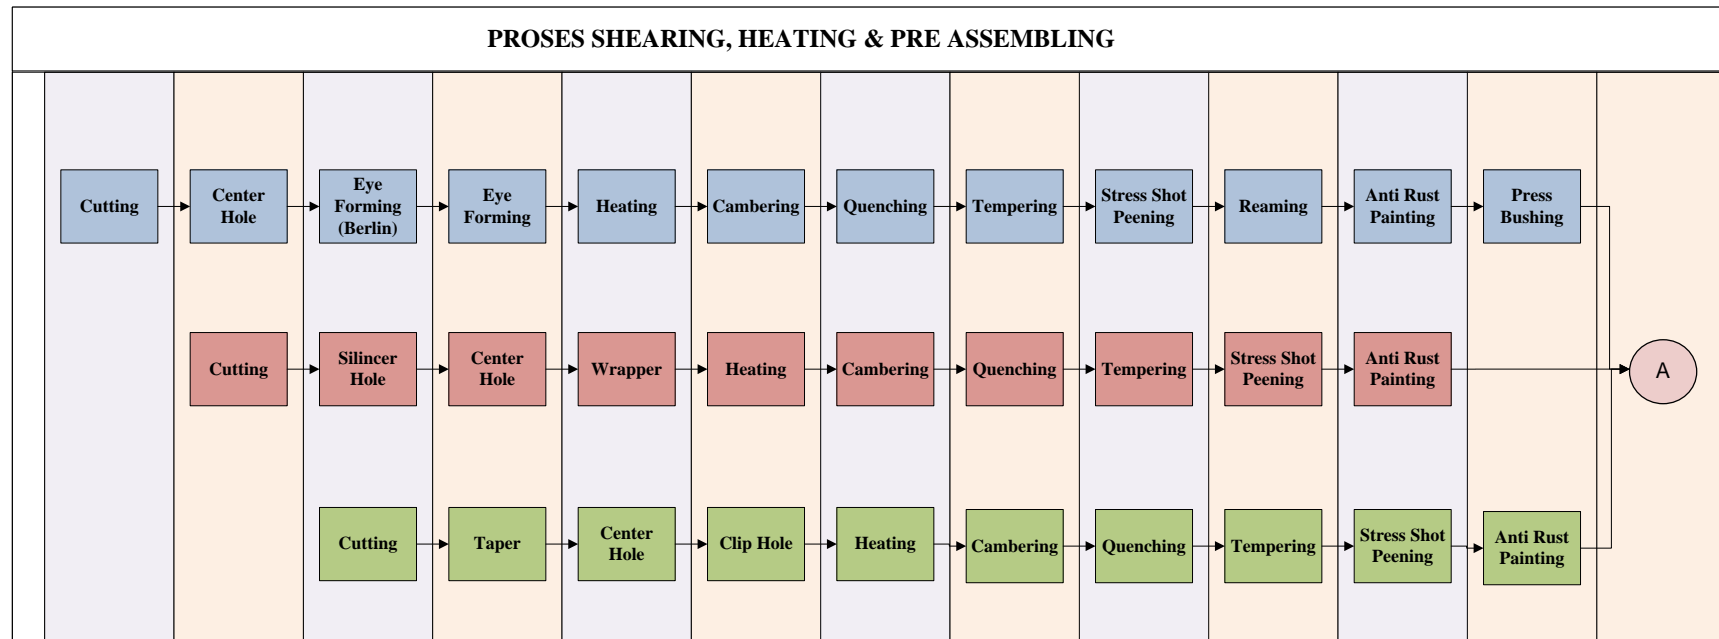 PROSES SHEARING, HEATING & PRE ASSEMBLING
Cutting
Center
Hole
Eye
Forming
(Berlin)
Eye
Forming
Heating
Cambering
Quenching
Tempering
Stress Shot
Peening
Reaming
Anti Rust
Painting
Press
Bushing
Cutting
Silincer
Hole
Center
Hole
Wrapper
Heating
Cambering
Quenching
Tempering
Stress Shot
Peening
Anti Rust
Painting
A
Cutting
Taper
Center
Hole
Clip Hole
Heating
Cambering
Quenching
Tempering
Stress Shot
Peening
Anti Rust
Painting